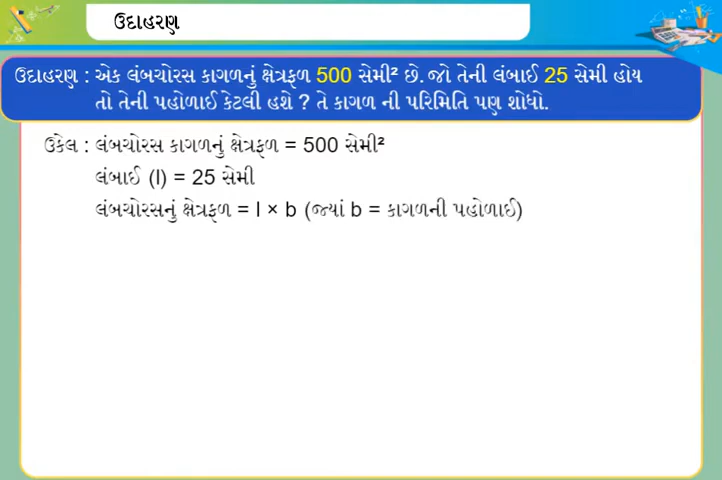 ઉદાહરણ
ઉદાહરણ : એક લંબચોરસ કાગળનું ક્ષેત્રફળ 500 સેમી² છે. જો તેની લંબાઈ 25 સેમી હોય
તો તેની પહોળાઈ કેટલી હશે ? તે કાગળ ની પરિમિતિ પણ શોધો.
ઉકેલ : લંબચોરસ કાગળનું ક્ષેત્રફળ = 500 સેમી²
લંબાઈ (l) = 25 સેમી
લંબચોરસનું ક્ષેત્રફળ = l × b (જ્યાં b = કાગળની પહોળાઈ)